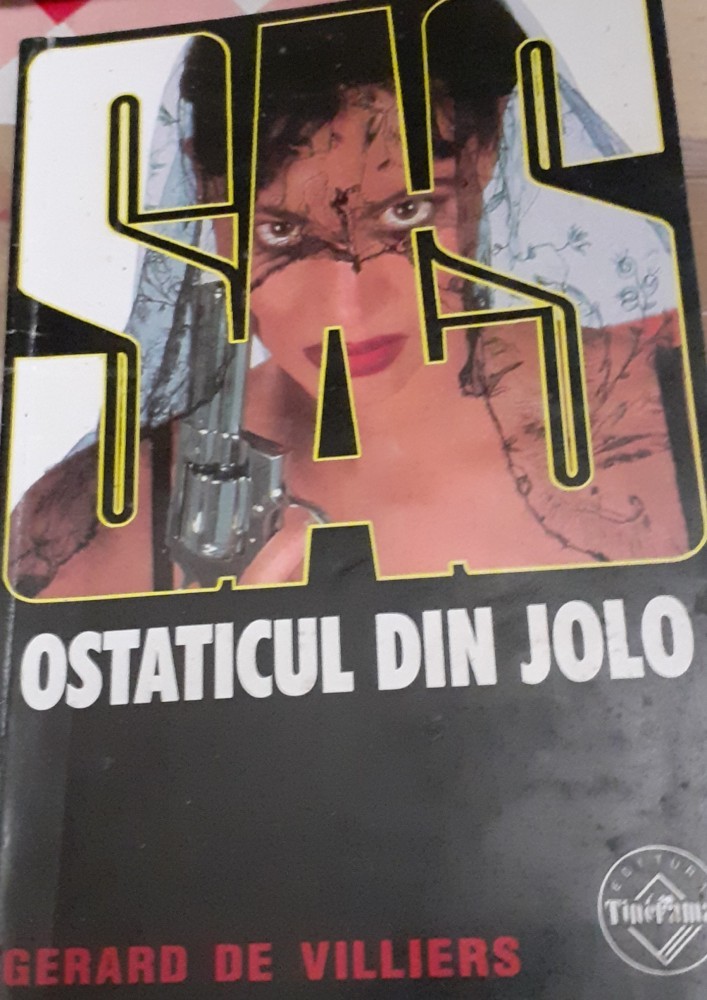 SAS
OSTATICUL DIN JOLO
EDITURA
Tinerama
GERARD DE VILLIERS